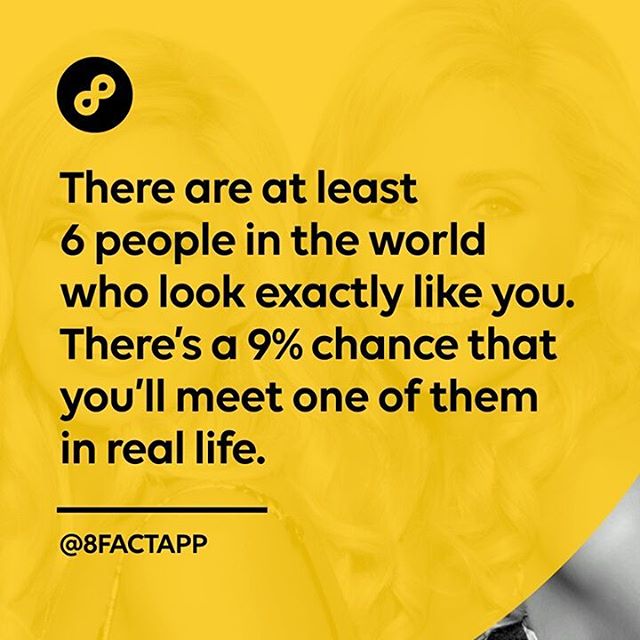 There are at least
6 people in the world
who look exactly like you.
There's a 9% chance that
you'll meet one of them
in real life.
@8FACTAPP